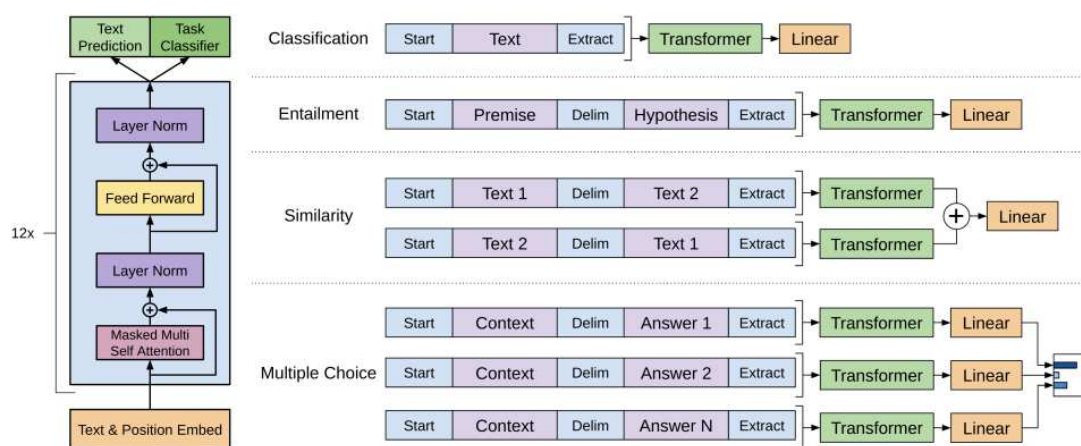 Text Prediction
Task Classifier
Layer Norm
Feed Forward
12x
Layer Norm
Masked Multi
Self Attention
Text & Position Embed
Classification Start Text Extract Transformer Linear
Entailment Start Premise Delim Hypothesis Extract Transformer Linear
Similarity
Start Text 1 Delim Text 2 Extract Transformer
+ Linear
Start Text 2 Delim Text 1 Extract Transformer
Multiple Choice
Start Context Delim Answer 1 Extract Transformer Linear
Start Context Delim Answer 2 Extract Transformer Linear
Start Context Delim Answer N Extract Transformer Linear